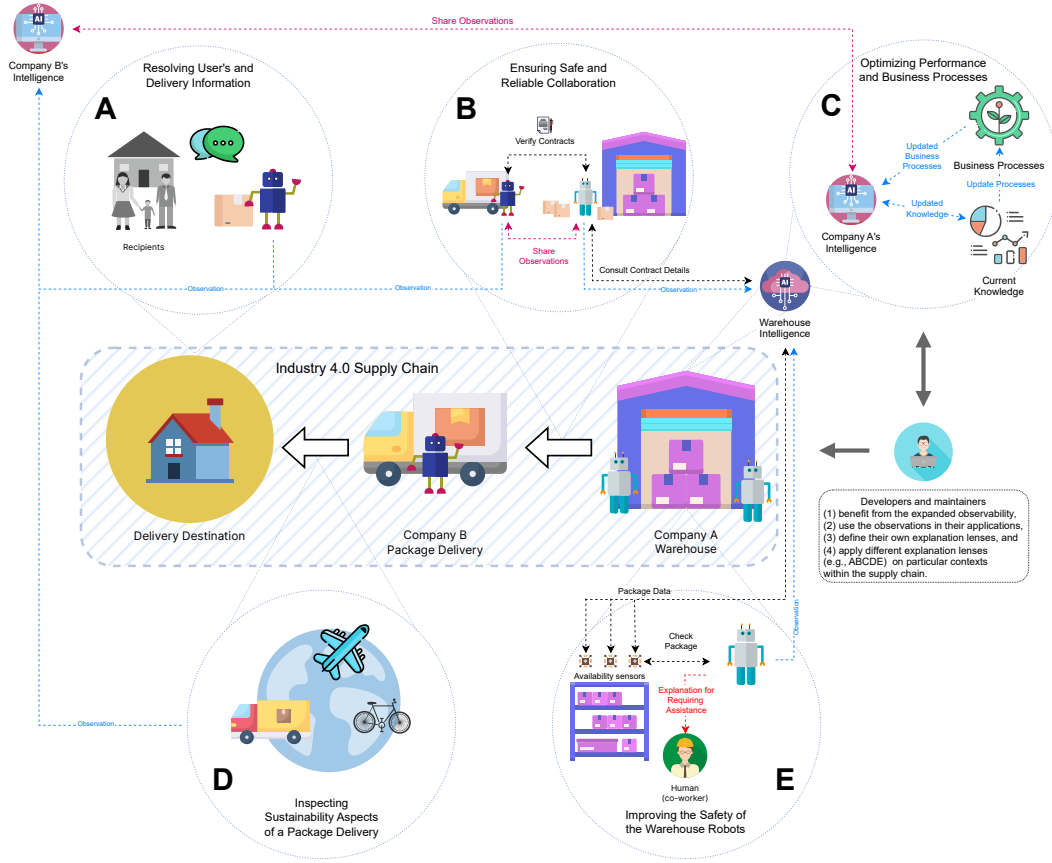 Share Observations
AI
Company B's
Intelligence
Resolving User's and
Delivery Information
A
Recipients
Observation
Ensuring Safe and
Reliable Collaboration
B
Verify Contracts
Share
Observations
Observation
Consult Contract Details
Observation
Optimizing Performance
and Business Processes
C
Updated
Business
Processes
Business Processes
Update Processes
AI
Updated
Knowledge
Company A's
Intelligence
Current
Knowledge
AI
Warehouse
Intelligence
Industry 4.0 Supply Chain
Delivery Destination
Company B
Package Delivery
Company A
Warehouse
Developers and maintainers
(1) benefit from the expanded observability,
(2) use the observations in their applications,
(3) define their own explanation lenses, and
(4) apply different explanation lenses
(e.g., ABCDE) on particular contexts
within the supply chain.
Observation
D
Inspecting
Sustainability Aspects
of a Package Delivery
Package Data
Observation
Check
Package
Availability sensors
Explanation for
Requiring
Assistance
Human
(co-worker)
E
Improving the Safety of
the Warehouse Robots